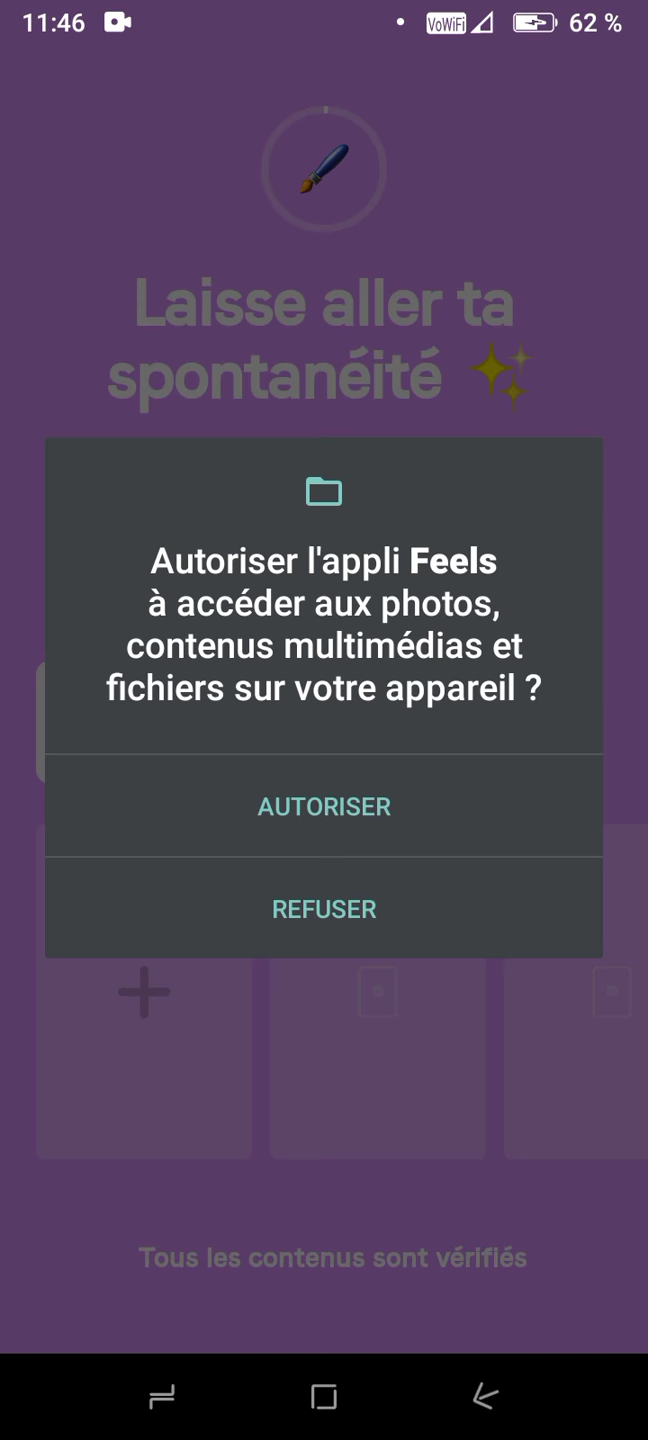 11:46
VoWiFi
62 %
Laisse aller ta
spontanéité ✨
Autoriser l'appli Feels
à accéder aux photos,
contenus multimédias et
fichiers sur votre appareil ?
AUTORISER
REFUSER
Tous les contenus sont vérifiés